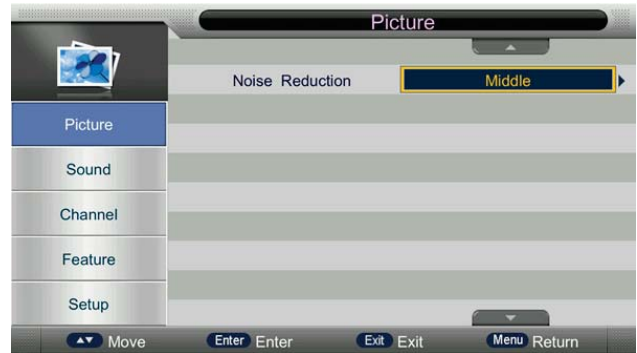 Picture
Noise Reduction Middle
Picture
Sound
Channel
Feature
Setup
Move Enter Enter Exit Exit Menu Return